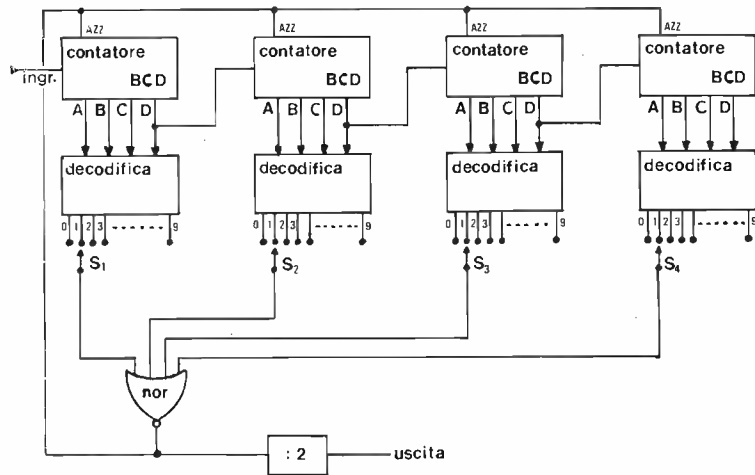 AZZ AZZ AZZ AZZ
contatore contatore contatore contatore
ingr. BCD BCD BCD BCD
A B C D A B C D A B C D A B C D
decodifica decodifica decodifica decodifica
0 1 2 3 ........ 9 0 1 2 3 ........ 9 0 1 2 3 ........ 9 0 1 2 3 ........ 9
S1 S2 S3 S4
nor
: 2 uscita